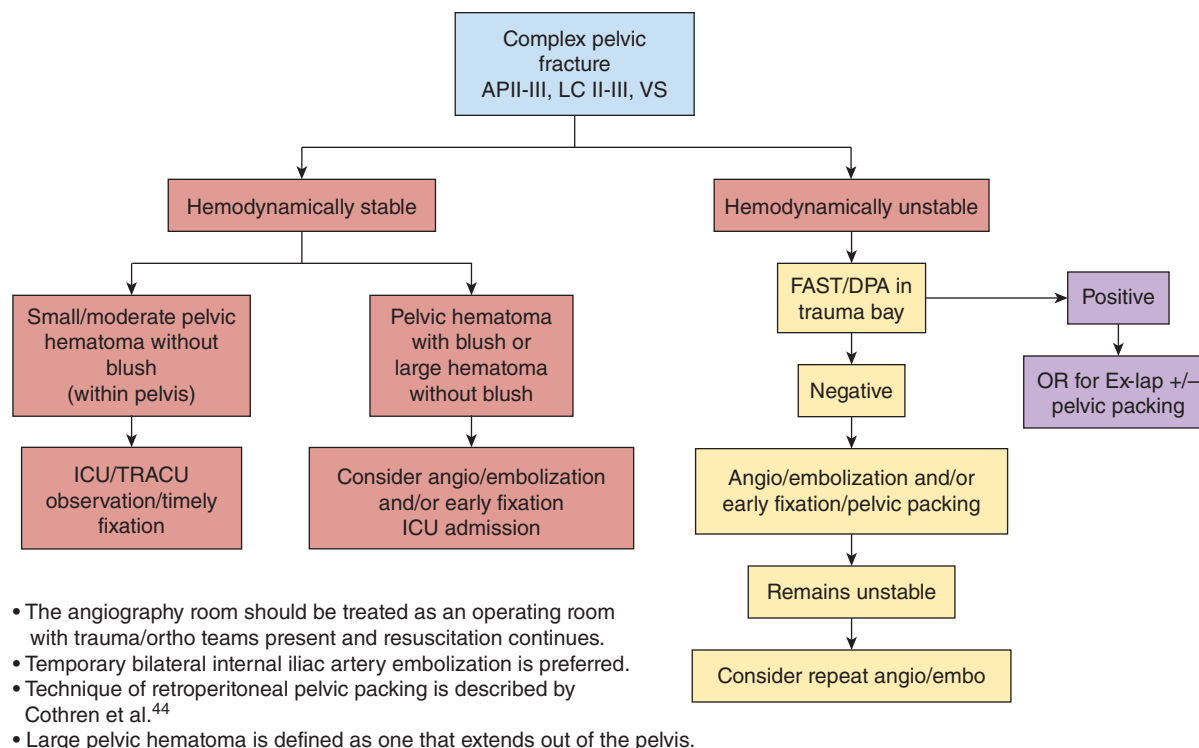 Complex pelvic
fracture
APII-III, LC II-III, VS
Hemodynamically stable
Hemodynamically unstable
Small/moderate pelvic
hematoma without
blush
(within pelvis)
Pelvic hematoma
with blush or
large hematoma
without blush
FAST/DPA in
trauma bay
Positive
Negative
OR for Ex-lap +/–
pelvic packing
ICU/TRACU
observation/timely
fixation
Consider angio/embolization
and/or early fixation
ICU admission
Angio/embolization and/or
early fixation/pelvic packing
Remains unstable
Consider repeat angio/embo
• The angiography room should be treated as an operating room
with trauma/ortho teams present and resuscitation continues.
• Temporary bilateral internal iliac artery embolization is preferred.
• Technique of retroperitoneal pelvic packing is described by
Cothren et al.44
• Large pelvic hematoma is defined as one that extends out of the pelvis.